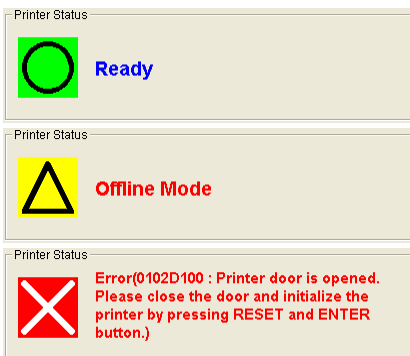 Printer Status
Ready
Printer Status
Offline Mode
Printer Status
Error(0102D100 : Printer door is opened.
Please close the door and initialize the
printer by pressing RESET and ENTER
button.)